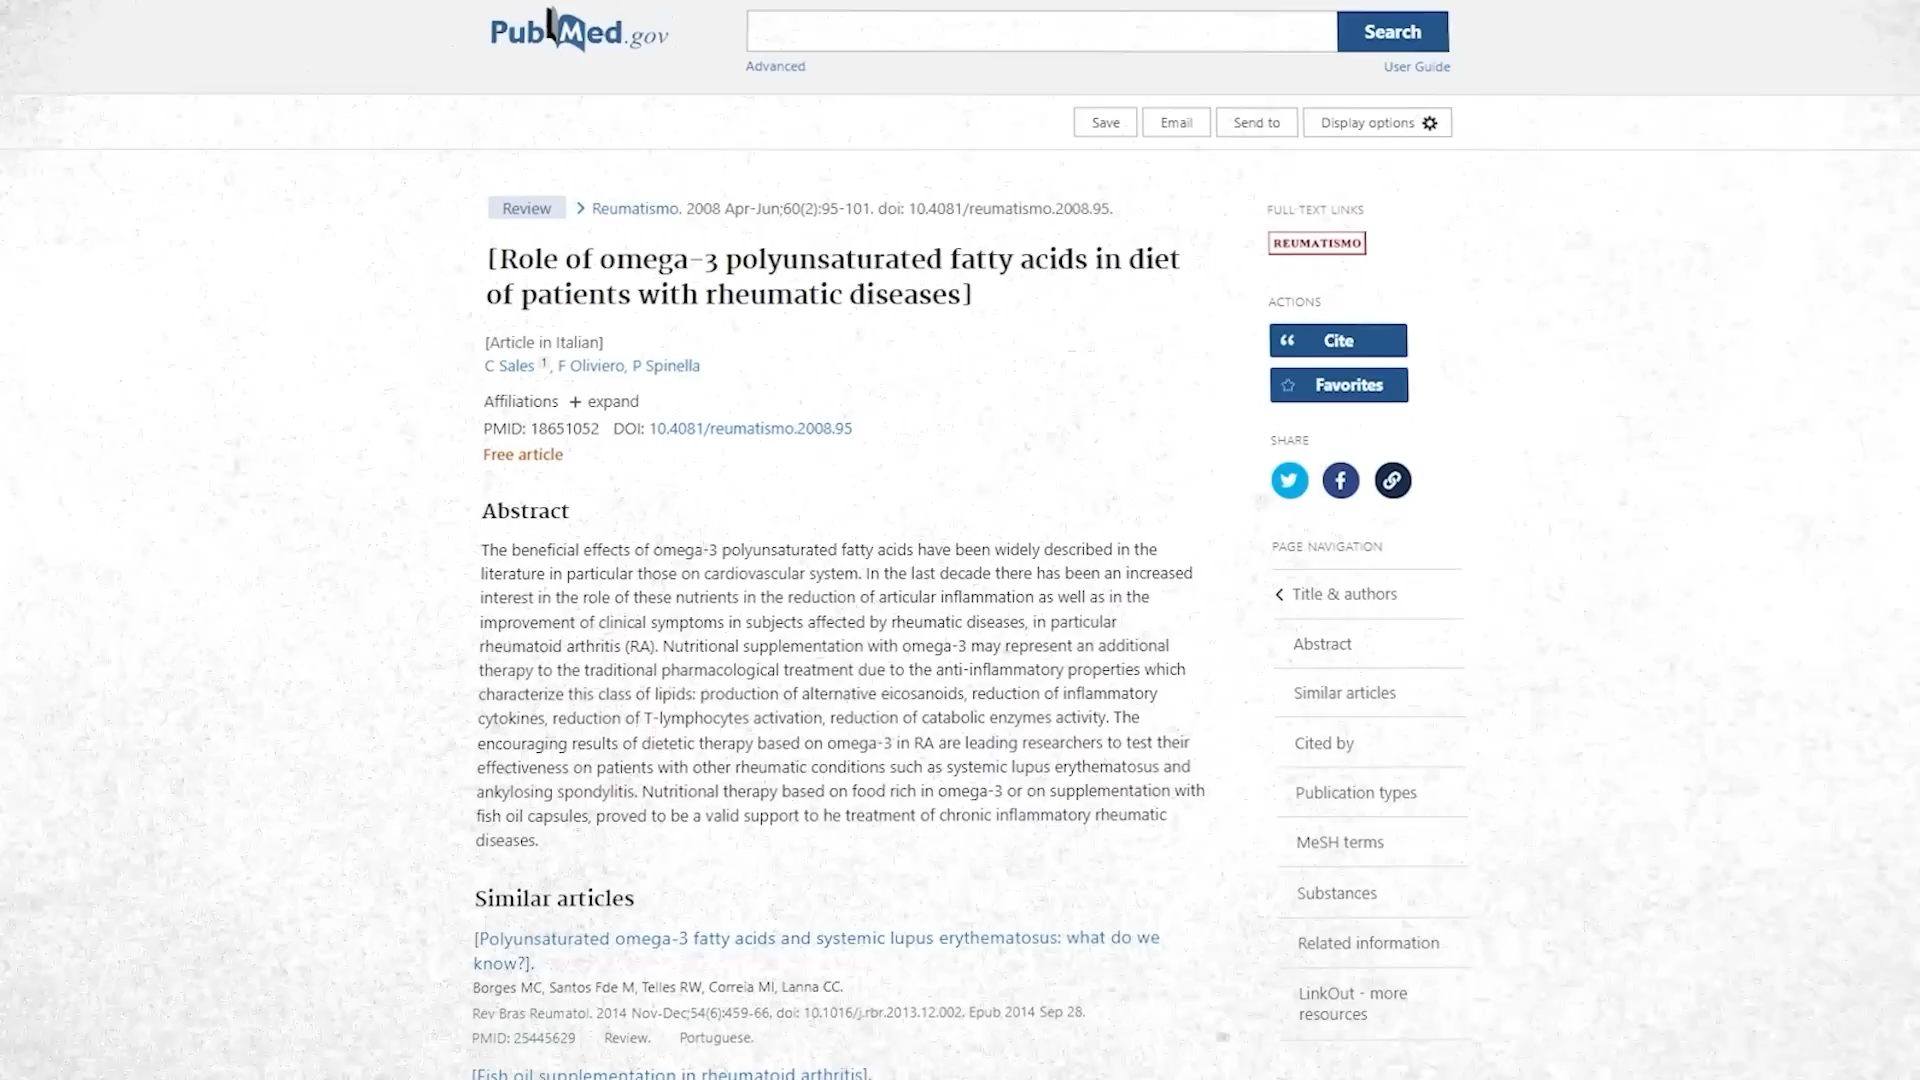 PubMed.gov
Search
Advanced
User Guide
Save
Email
Send to
Display options
Review
Reumatismo. 2008 Apr-Jun;60(2):95-101. doi: 10.4081/reumatismo.2008.95.
[Role of omega-3 polyunsaturated fatty acids in diet
of patients with rheumatic diseases]
[Article in Italian]
C Sales 1, F Oliviero, P Spinella
Affiliations + expand
PMID: 18651052 DOI: 10.4081/reumatismo.2008.95
Free article
Abstract
The beneficial effects of omega-3 polyunsaturated fatty acids have been widely described in the
literature in particular those on cardiovascular system. In the last decade there has been an increased
interest in the role of these nutrients in the reduction of articular inflammation as well as in the
improvement of clinical symptoms in subjects affected by rheumatic diseases, in particular
rheumatoid arthritis (RA). Nutritional supplementation with omega-3 may represent an additional
therapy to the traditional pharmacological treatment due to the anti-inflammatory properties which
characterize this class of lipids: production of alternative eicosanoids, reduction of inflammatory
cytokines, reduction of T-lymphocytes activation, reduction of catabolic enzymes activity. The
encouraging results of dietetic therapy based on omega-3 in RA are leading researchers to test their
effectiveness on patients with other rheumatic conditions such as systemic lupus erythematosus and
ankylosing spondylitis. Nutritional therapy based on food rich in omega-3 or on supplementation with
fish oil capsules, proved to be a valid support to he treatment of chronic inflammatory rheumatic
diseases.
Similar articles
[Polyunsaturated omega-3 fatty acids and systemic lupus erythematosus: what do we
know?].
Borges MC, Santos Fde M, Telles RW, Correia MI, Lanna CC.
Rev Bras Reumatol. 2014 Nov-Dec;54(6):459-66. doi: 10.1016/j.rbr.2013.12.002. Epub 2014 Sep 28.
PMID: 25445629 Review. Portuguese.
[Fish oil supplementation in rheumatoid arthritis].
FULL TEXT LINKS
REUMATISMO
ACTIONS
Cite
Favorites
SHARE
PAGE NAVIGATION
Title & authors
Abstract
Similar articles
Cited by
Publication types
MeSH terms
Substances
Related information
LinkOut - more
resources